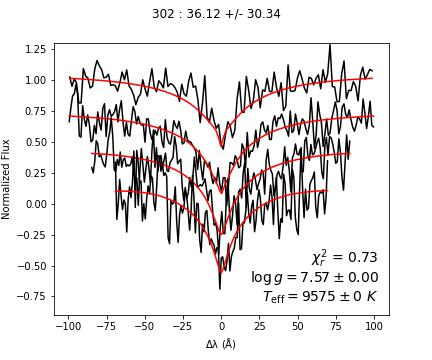 302 : 36.12 +/- 30.34
1.25
1.00
0.75
0.50
0.25
0.00
−0.25
−0.50
−0.75
Normalized Flux
χ²ᵣ = 0.73
log g = 7.57 ± 0.00
T_eff = 9575 ± 0 K
−100 −75 −50 −25 0 25 50 75 100
Δλ (Å)